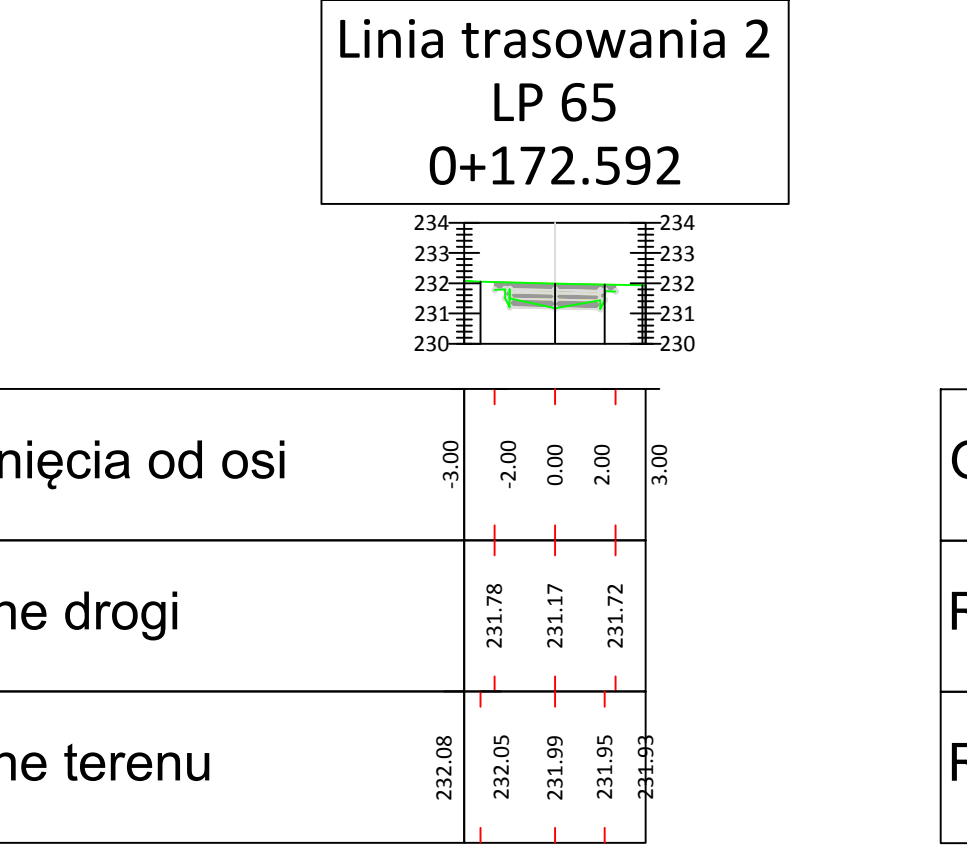 Linia trasowania 2
LP 65
0+172.592
234 234
233 233
232 232
231 231
230 230
nięcia od osi -3.00 -2.00 0.00 2.00 3.00
ne drogi 231.78 231.17 231.72
ne terenu 232.08 232.05 231.99 231.95 231.93